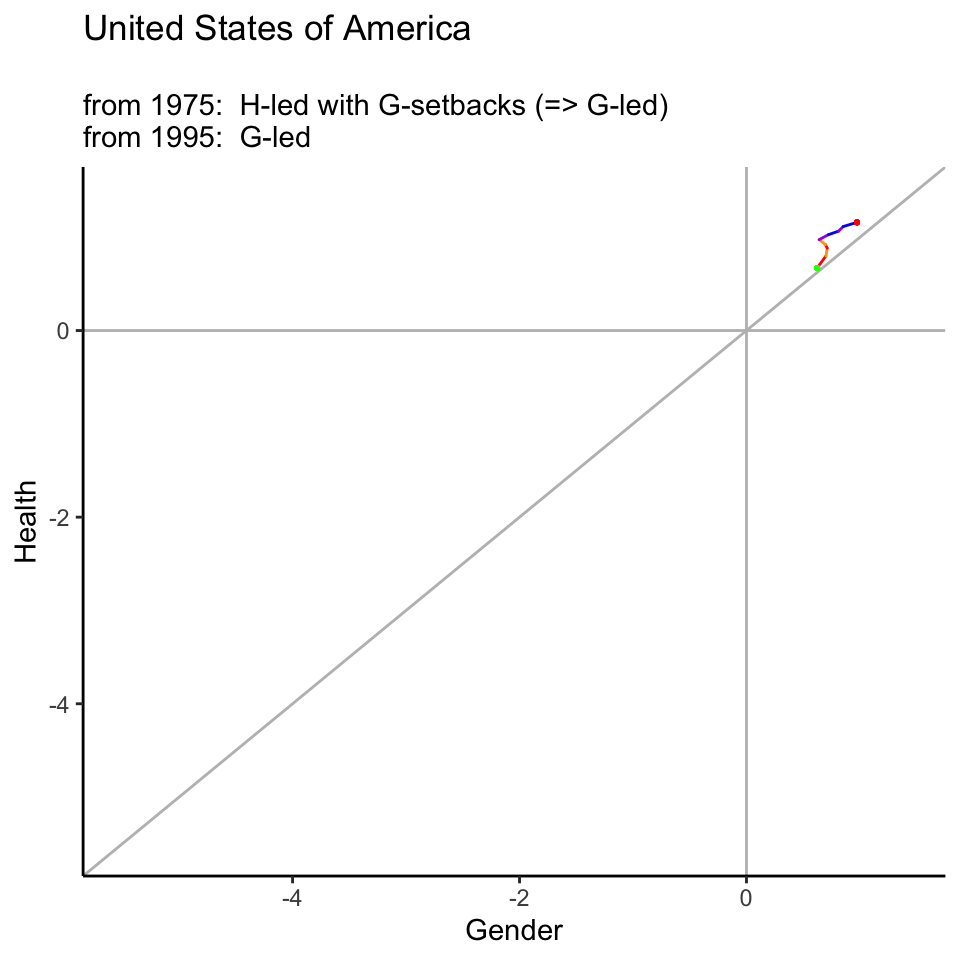 United States of America
from 1975:  H-led with G-setbacks (=> G-led)
from 1995:  G-led
Health
0
-2
-4
-4
-2
0
Gender